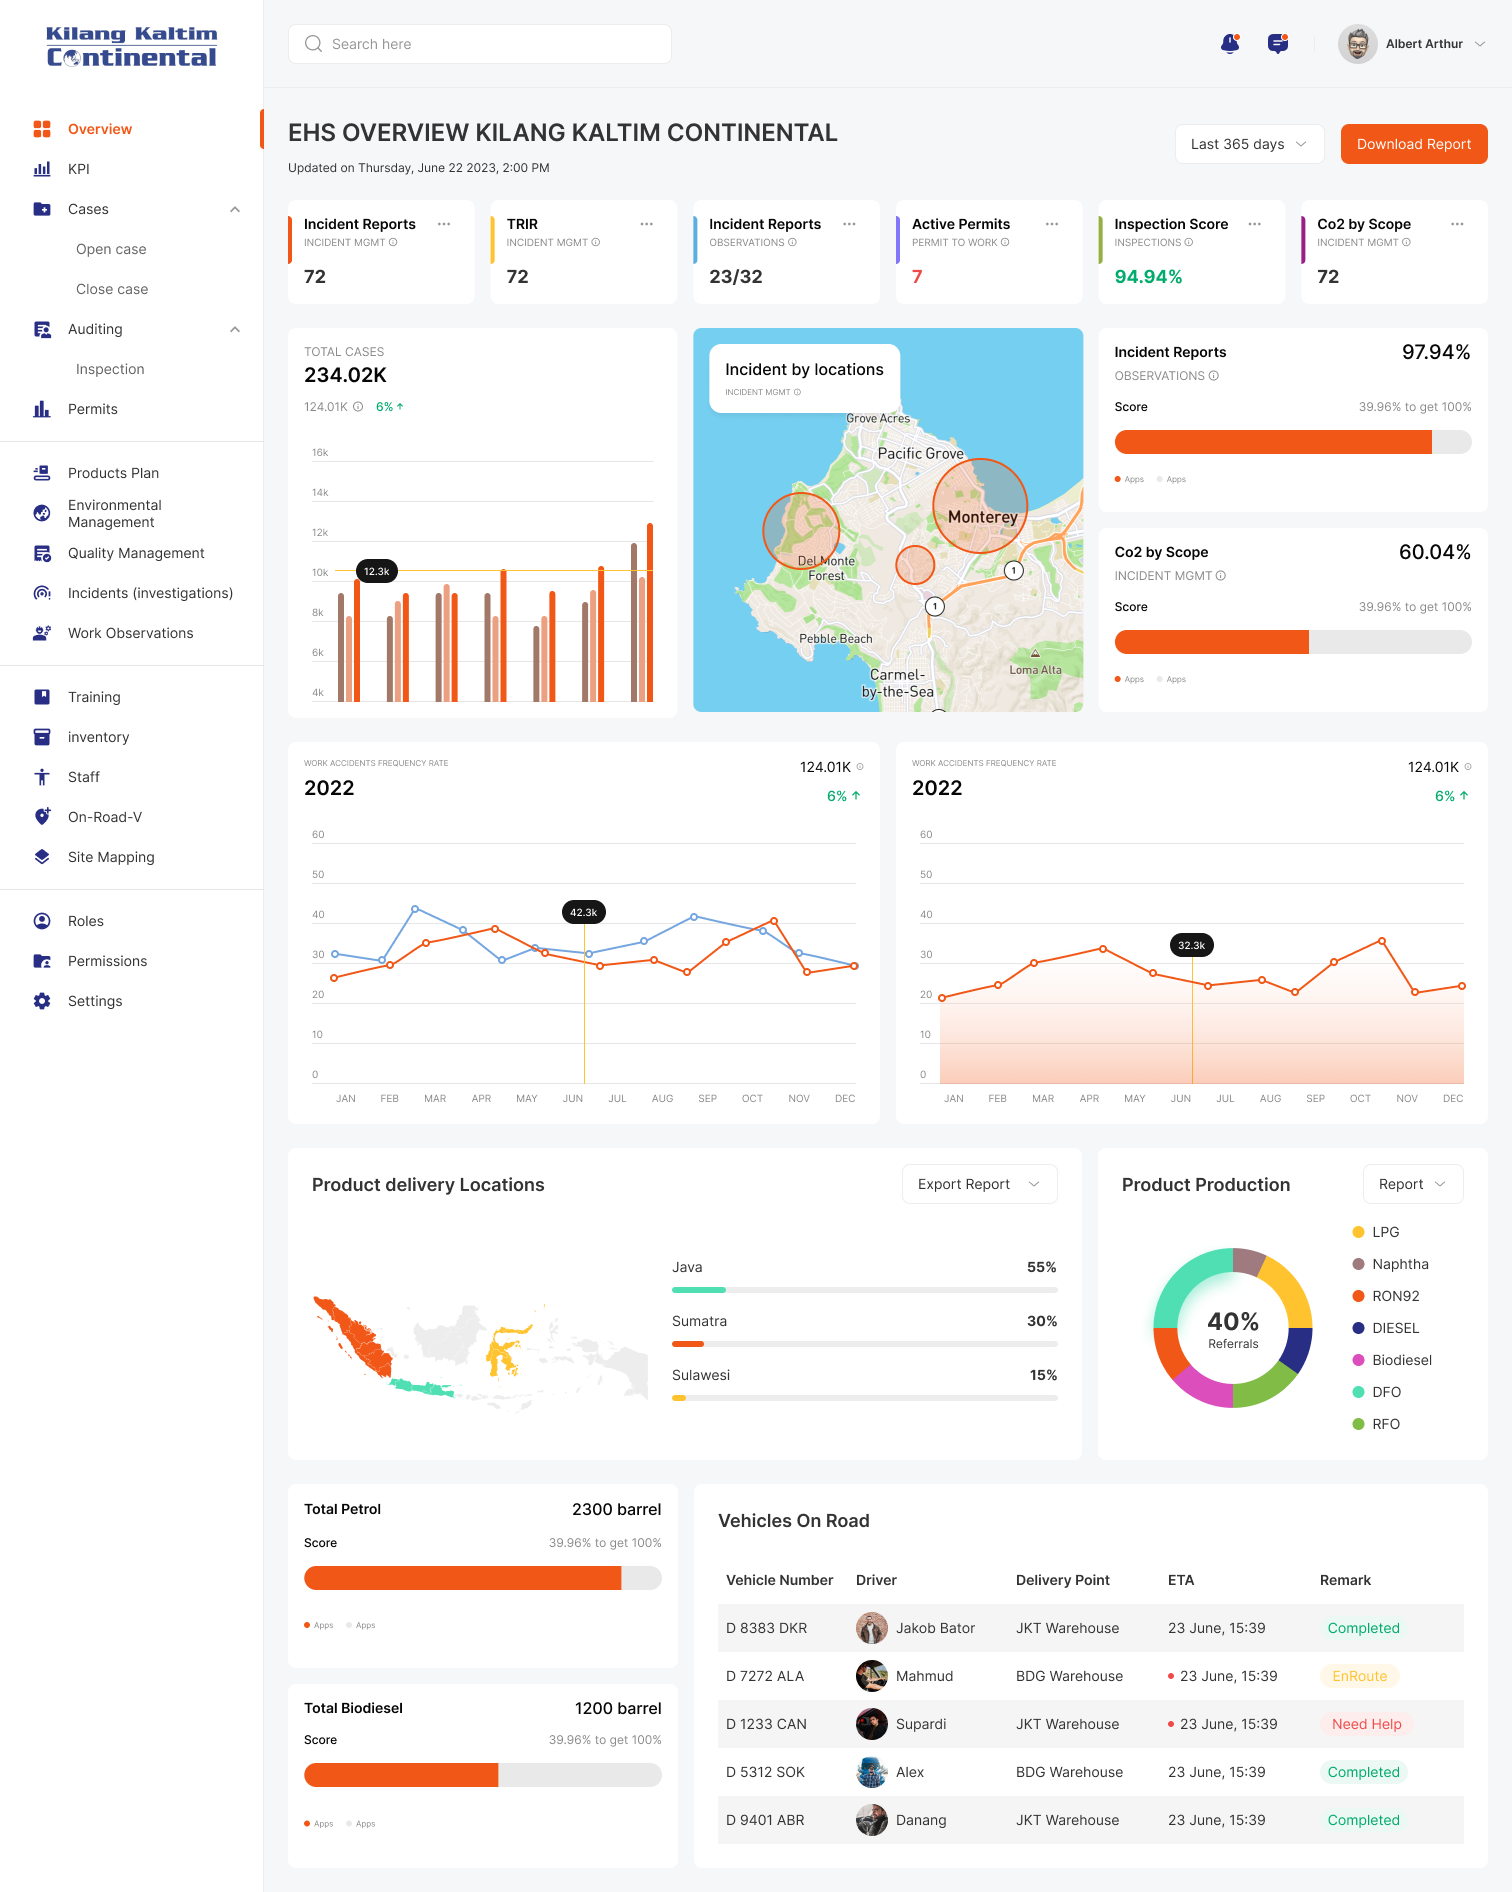 Kilang Kaltim
Continental
Search here
Albert Arthur
Overview
KPI
Cases
Open case
Close case
Auditing
Inspection
Permits
Products Plan
Environmental
Management
Quality Management
Incidents (investigations)
Work Observations
Training
inventory
Staff
On-Road-V
Site Mapping
Roles
Permissions
Settings
EHS OVERVIEW KILANG KALTIM CONTINENTAL
Updated on Thursday, June 22 2023, 2:00 PM
Last 365 days
Download Report
Incident Reports
INCIDENT MGMT
72
TRIR
INCIDENT MGMT
72
Incident Reports
OBSERVATIONS
23/32
Active Permits
PERMIT TO WORK
7
Inspection Score
INSPECTIONS
94.94%
Co2 by Scope
INCIDENT MGMT
72
TOTAL CASES
234.02K
124.01K 6%
16k
14k
12k
10k
8k
6k
4k
12.3k
Incident by locations
INCIDENT MGMT
Grove Acres
Pacific Grove
Monterey
Del Monte
Forest
1
1
Pebble Beach
Carmel-
by-the-Sea
Loma Alta
Incident Reports 97.94%
OBSERVATIONS
Score 39.96% to get 100%
Apps Apps
Co2 by Scope 60.04%
INCIDENT MGMT
Score 39.96% to get 100%
Apps Apps
WORK ACCIDENTS FREQUENCY RATE
2022
124.01K
6%
60
50
40
30
20
10
0
42.3k
JAN FEB MAR APR MAY JUN JUL AUG SEP OCT NOV DEC
WORK ACCIDENTS FREQUENCY RATE
2022
124.01K
6%
60
50
40
30
20
10
0
32.3k
JAN FEB MAR APR MAY JUN JUL AUG SEP OCT NOV DEC
Product delivery Locations
Export Report
Java 55%
Sumatra 30%
Sulawesi 15%
Product Production
Report
40%
Referrals
LPG
Naphtha
RON92
DIESEL
Biodiesel
DFO
RFO
Total Petrol 2300 barrel
Score 39.96% to get 100%
Apps Apps
Total Biodiesel 1200 barrel
Score 39.96% to get 100%
Apps Apps
Vehicles On Road
Vehicle Number Driver Delivery Point ETA Remark
D 8383 DKR Jakob Bator JKT Warehouse 23 June, 15:39 Completed
D 7272 ALA Mahmud BDG Warehouse 23 June, 15:39 EnRoute
D 1233 CAN Supardi JKT Warehouse 23 June, 15:39 Need Help
D 5312 SOK Alex BDG Warehouse 23 June, 15:39 Completed
D 9401 ABR Danang JKT Warehouse 23 June, 15:39 Completed